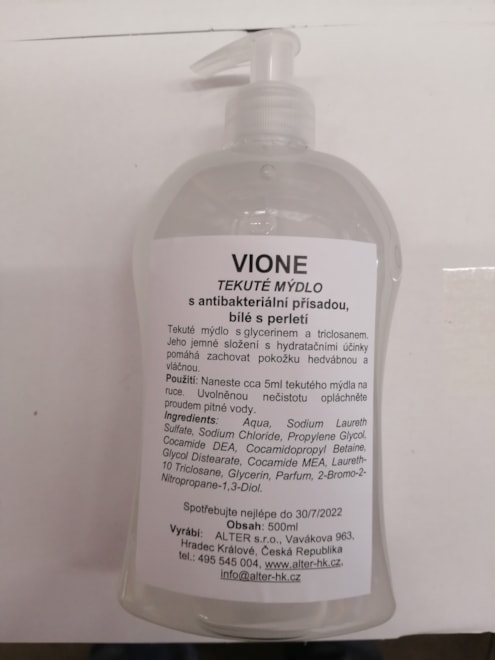 VIONE
TEKUTÉ MÝDLO
s antibakteriální přísadou,
bílé s perletí
Tekuté mýdlo s glycerinem a triclosanem.
Jeho jemné složení s hydratačními účinky
pomáhá zachovat pokožku hedvábnou a
vláčnou.
Použití: Naneste cca 5ml tekutého mýdla na
ruce. Uvolněnou nečistotu opláchněte
proudem pitné vody.
Ingredients: Aqua, Sodium Laureth
Sulfate, Sodium Chloride, Propylene Glycol,
Cocamide DEA, Cocamidopropyl Betaine,
Glycol Distearate, Cocamide MEA, Laureth-
10 Triclosane, Glycerin, Parfum, 2-Bromo-2-
Nitropropane-1,3-Diol.
Spotřebujte nejlépe do 30/7/2022
Obsah: 500ml
Vyrábí: ALTER s.r.o., Vavákova 963,
Hradec Králové, Česká Republika
tel.: 495 545 004, www.alter-hk.cz,
info@alter-hk.cz